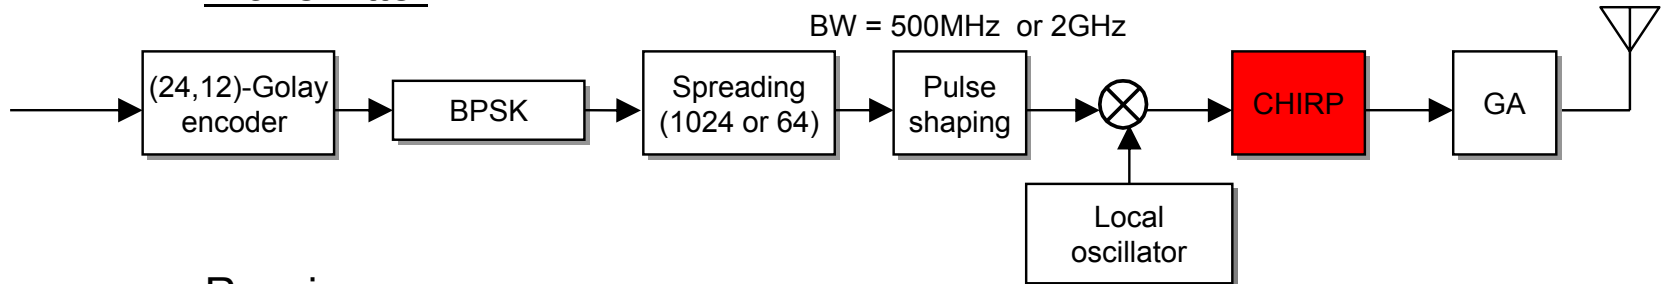 BW = 500MHz or 2GHz
(24,12)-Golay
encoder
BPSK
Spreading
(1024 or 64)
Pulse
shaping
CHIRP
GA
Local
oscillator